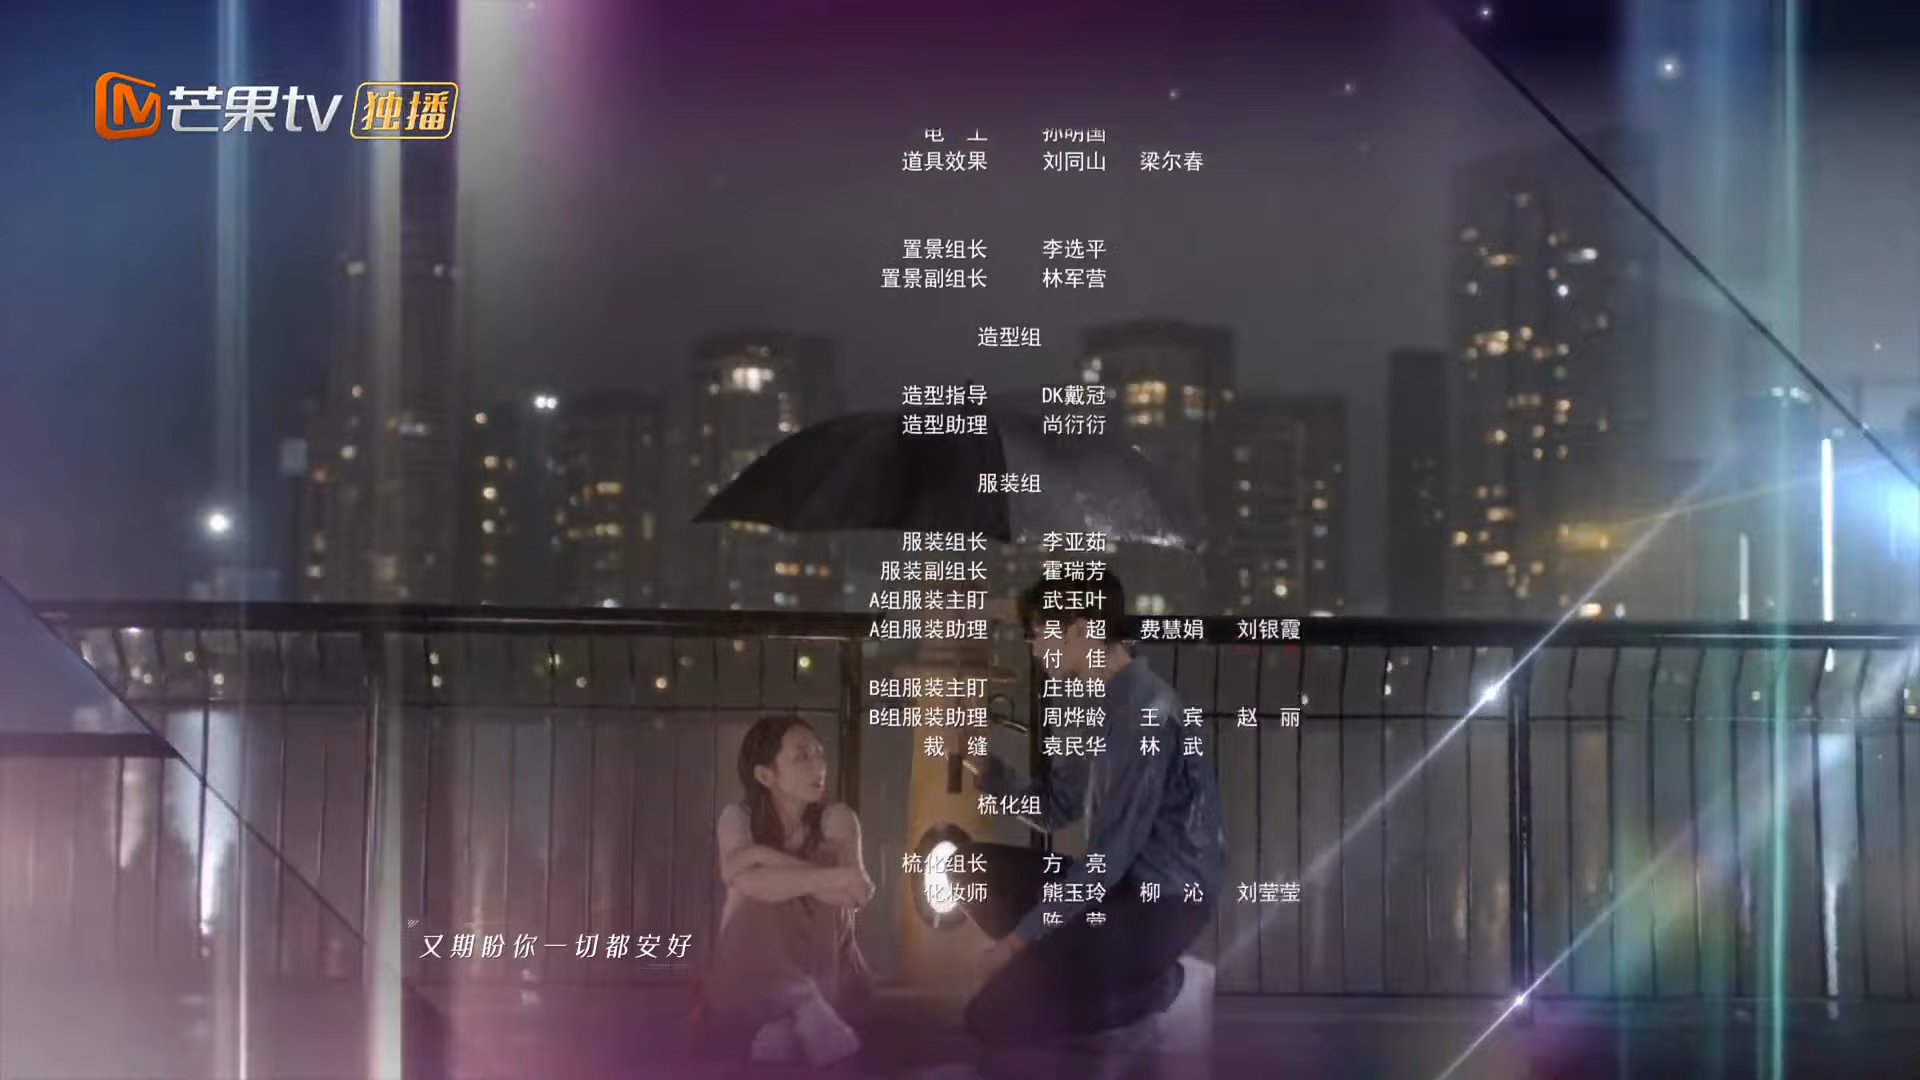 芒果tv 独播
电　工　孙明国
道具效果　刘同山　梁尔春
置景组长　李选平
置景副组长　林军营
造型组
造型指导　DK戴冠
造型助理　尚衍衍
服装组
服装组长　李亚茹
服装副组长　霍瑞芳
A组服装主盯　武玉叶
A组服装助理　吴　超　费慧娟　刘银霞
付　佳
B组服装主盯　庄艳艳
B组服装助理　周烨龄　王　宾　赵　丽
裁　缝　袁民华　林　武
梳化组
梳化组长　方　亮
化妆师　熊玉玲　柳　沁　刘莹莹
陈　莹
又期盼你一切都安好